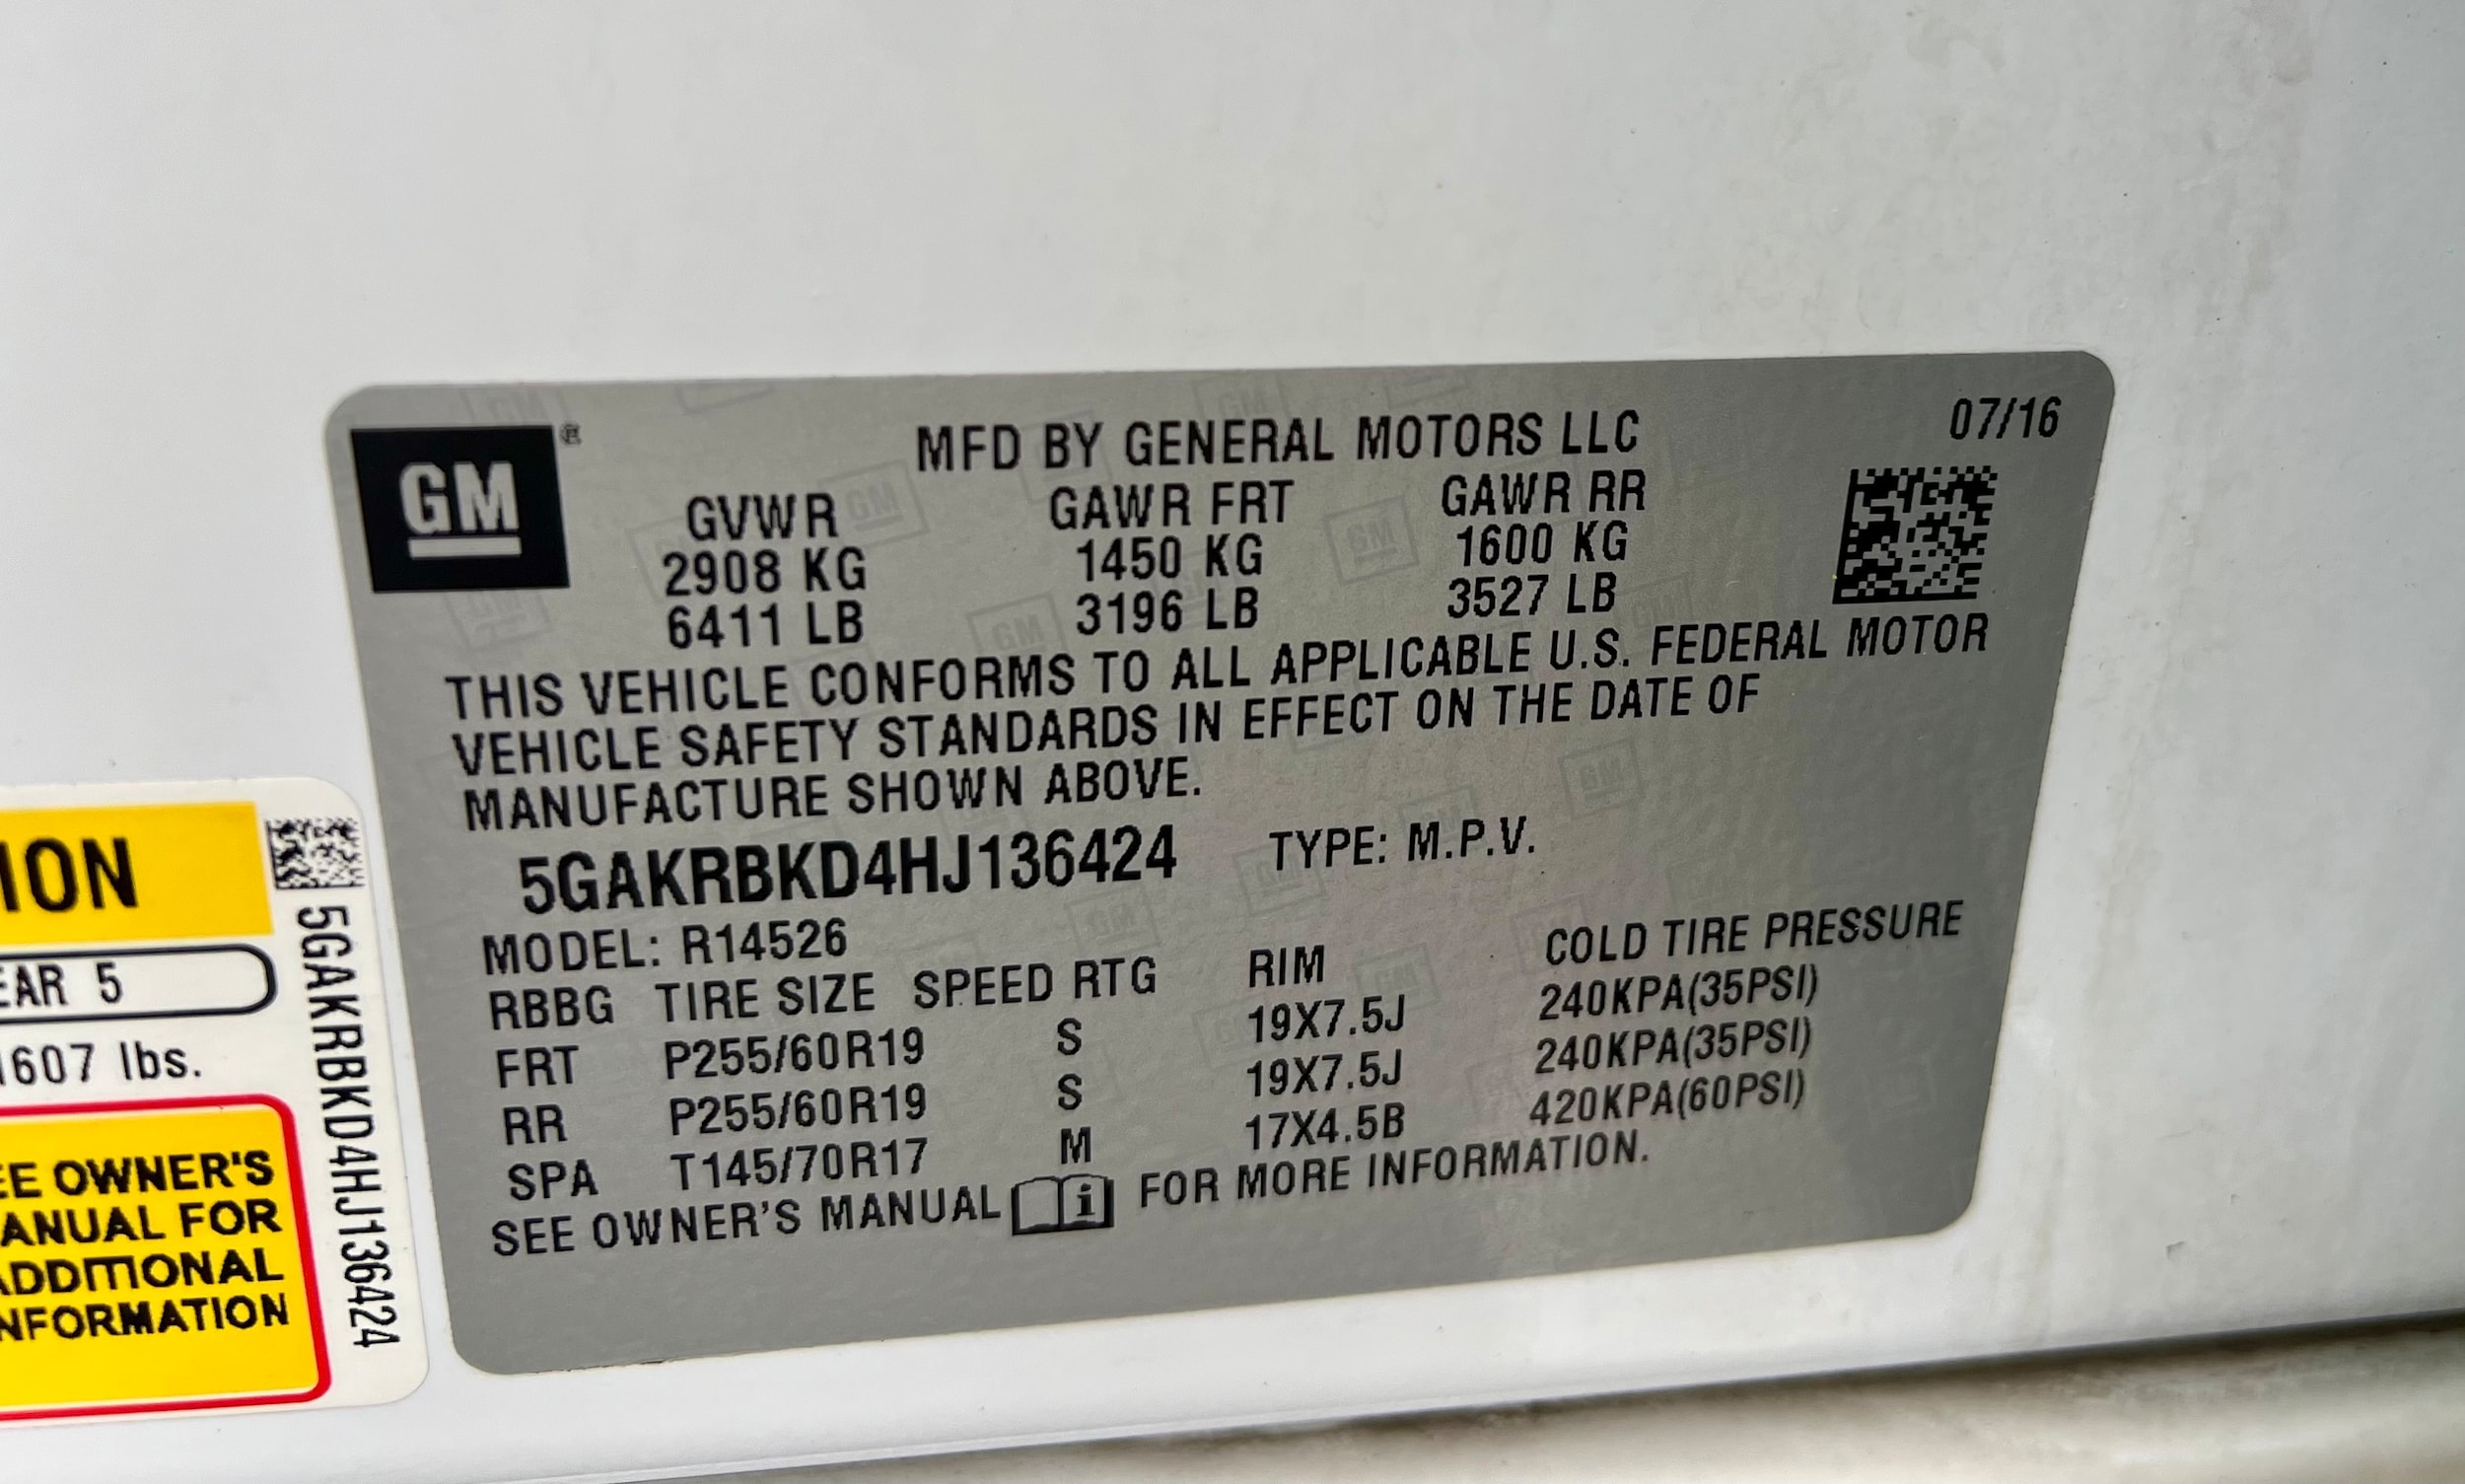 GM
MFD BY GENERAL MOTORS LLC 07/16
GVWR GAWR FRT GAWR RR
2908 KG 1450 KG 1600 KG
6411 LB 3196 LB 3527 LB
THIS VEHICLE CONFORMS TO ALL APPLICABLE U.S. FEDERAL MOTOR
VEHICLE SAFETY STANDARDS IN EFFECT ON THE DATE OF
MANUFACTURE SHOWN ABOVE.
5GAKRBKD4HJ136424 TYPE: M.P.V.
MODEL: R14526
RBBG TIRE SIZE SPEED RTG RIM COLD TIRE PRESSURE
FRT P255/60R19 S 19X7.5J 240KPA(35PSI)
RR P255/60R19 S 19X7.5J 240KPA(35PSI)
SPA T145/70R17 M 17X4.5B 420KPA(60PSI)
SEE OWNER'S MANUAL i FOR MORE INFORMATION.
ION
EAR 5
1607 lbs.
EE OWNER'S
ANUAL FOR
ADDITIONAL
NFORMATION
5GAKRBKD4HJ136424